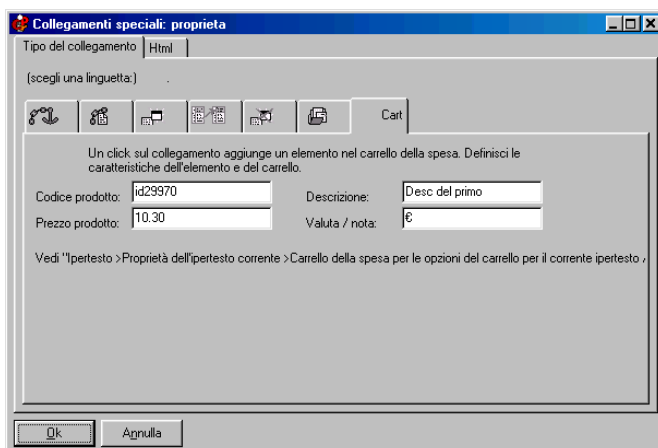 Collegamenti speciali: proprieta
Tipo del collegamento Html
(scegli una linguetta:) .
Cart
Un click sul collegamento aggiunge un elemento nel carrello della spesa. Definisci le
caratteristiche dell'elemento e del carrello.
Codice prodotto: id29970 Descrizione: Desc del primo
Prezzo prodotto: 10.30 Valuta / nota: €
Vedi "Ipertesto >Proprietà dell'ipertesto corrente >Carrello della spesa per le opzioni del carrello per il corrente ipertesto
Ok Annulla